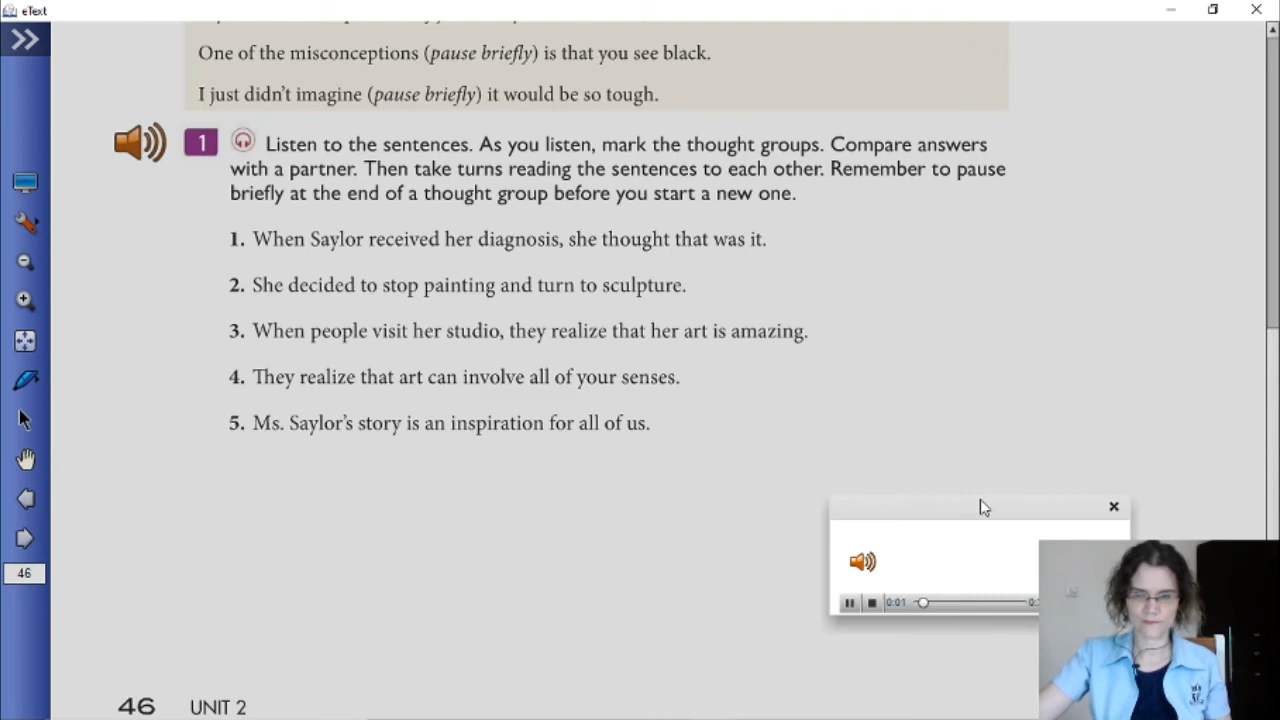 eText
One of the misconceptions (pause briefly) is that you see black.
I just didn't imagine (pause briefly) it would be so tough.
1 Listen to the sentences. As you listen, mark the thought groups. Compare answers
with a partner. Then take turns reading the sentences to each other. Remember to pause
briefly at the end of a thought group before you start a new one.
1. When Saylor received her diagnosis, she thought that was it.
2. She decided to stop painting and turn to sculpture.
3. When people visit her studio, they realize that her art is amazing.
4. They realize that art can involve all of your senses.
5. Ms. Saylor's story is an inspiration for all of us.
0:01
46
46 UNIT 2